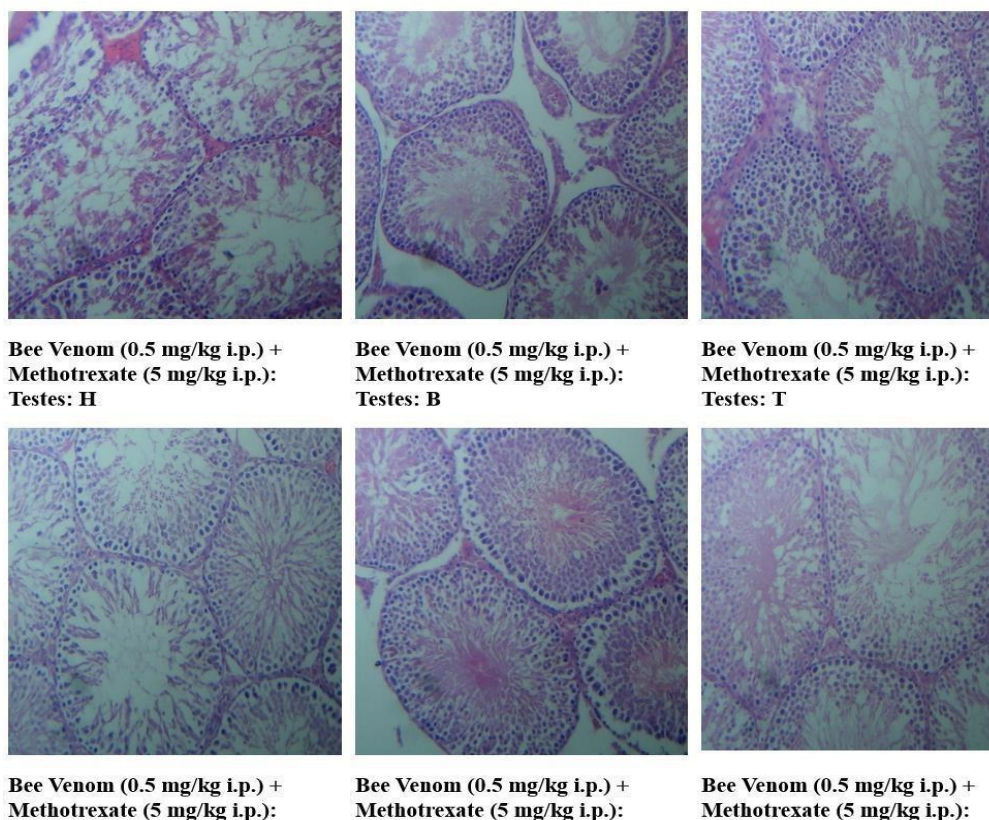 Bee Venom (0.5 mg/kg i.p.) +
Methotrexate (5 mg/kg i.p.):
Testes: H
Bee Venom (0.5 mg/kg i.p.) +
Methotrexate (5 mg/kg i.p.):
Testes: B
Bee Venom (0.5 mg/kg i.p.) +
Methotrexate (5 mg/kg i.p.):
Testes: T
Bee Venom (0.5 mg/kg i.p.) +
Methotrexate (5 mg/kg i.p.):
Bee Venom (0.5 mg/kg i.p.) +
Methotrexate (5 mg/kg i.p.):
Bee Venom (0.5 mg/kg i.p.) +
Methotrexate (5 mg/kg i.p.):